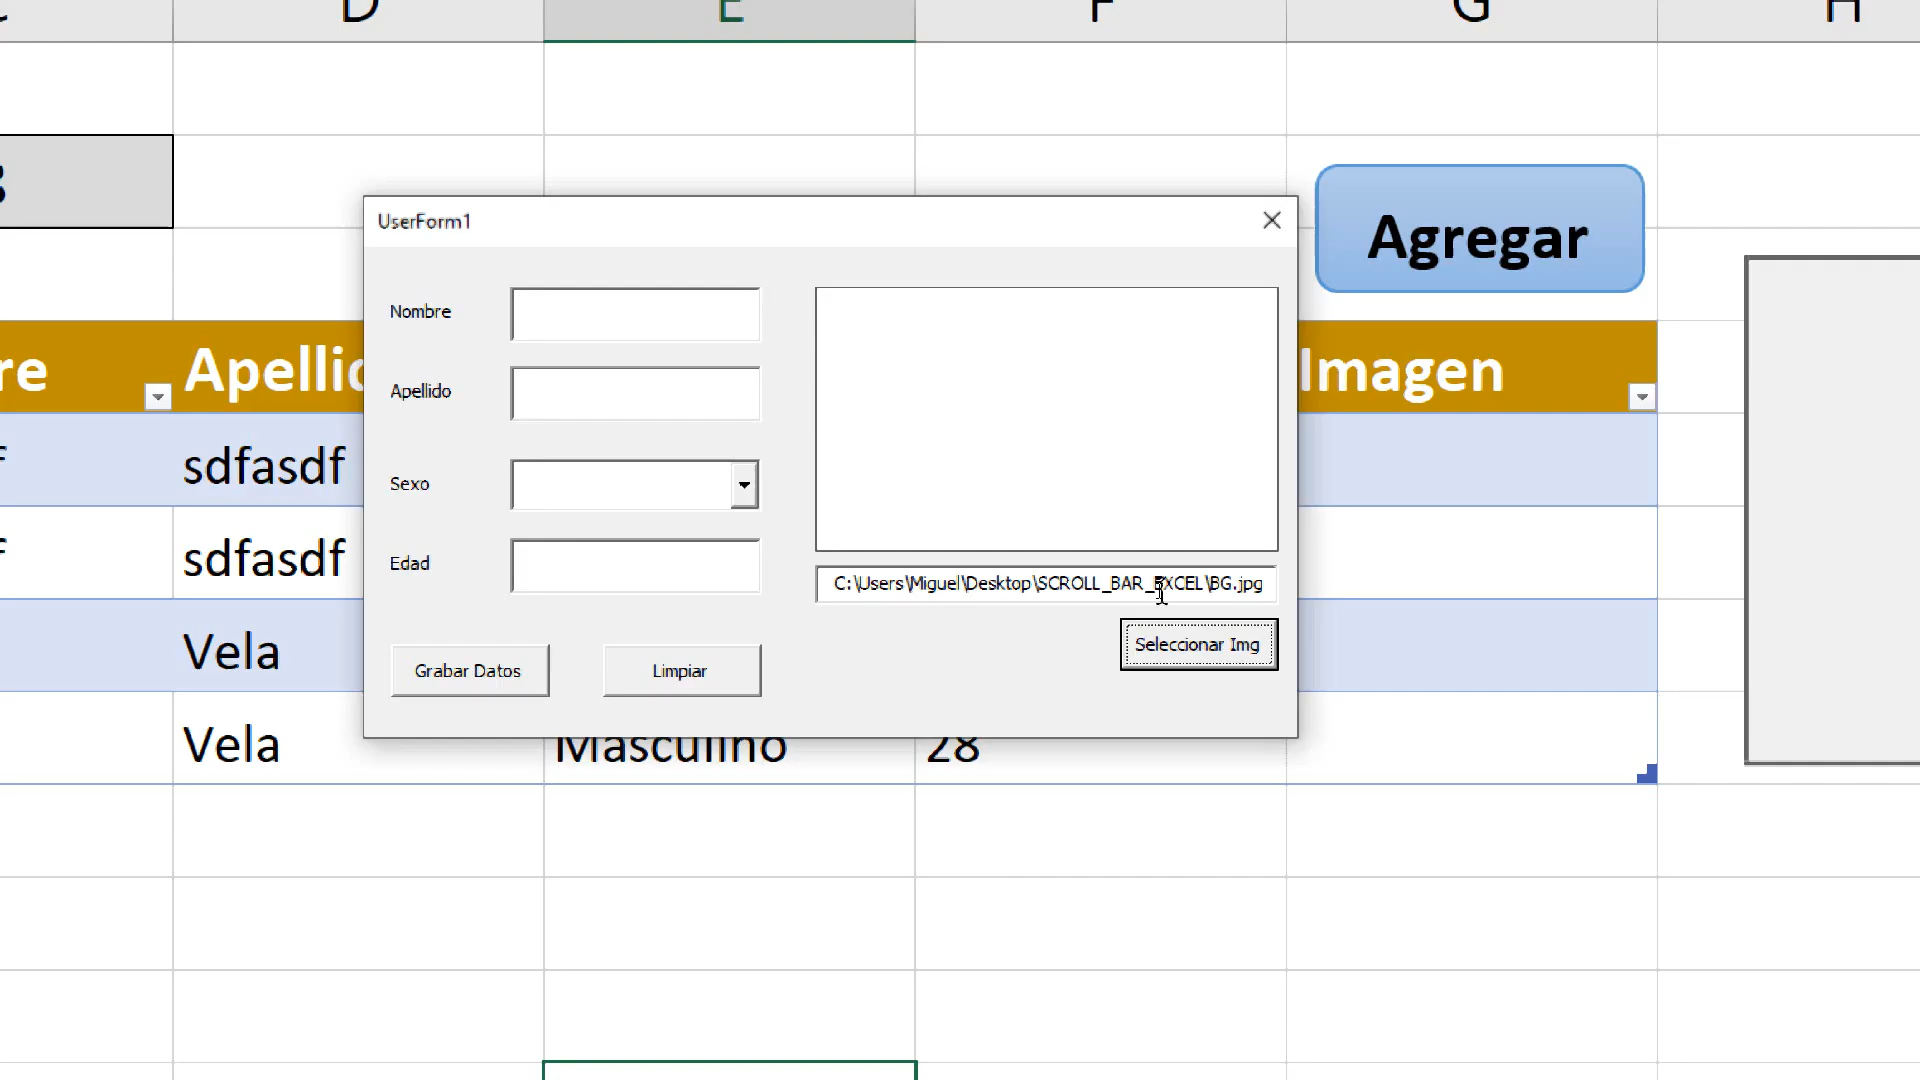 D E F G H
Agregar
UserForm1
Nombre
Apellido
Sexo
Edad
C:\Users\Miguel\Desktop\SCROLL_BAR_EXCEL\BG.jpg
Seleccionar Img
Grabar Datos Limpiar
re Apellid Imagen
sdfasdf
sdfasdf
Vela
Vela Masculino 28